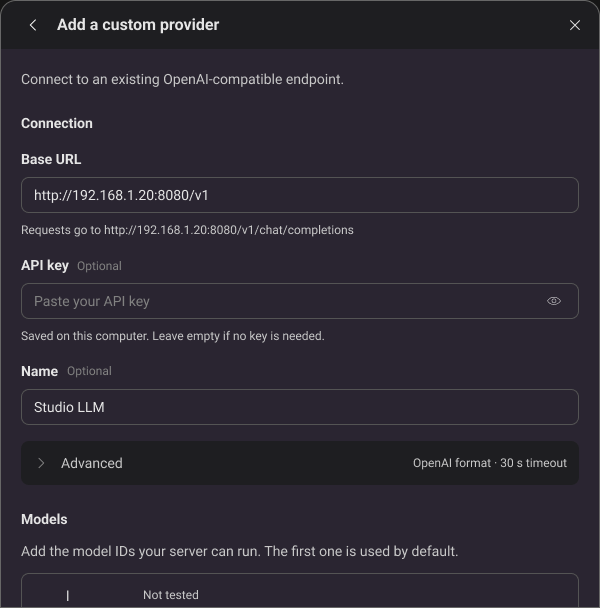 Add a custom provider
Connect to an existing OpenAI-compatible endpoint.
Connection
Base URL
http://192.168.1.20:8080/v1
Requests go to http://192.168.1.20:8080/v1/chat/completions
API key Optional
Paste your API key
Saved on this computer. Leave empty if no key is needed.
Name Optional
Studio LLM
Advanced OpenAI format · 30 s timeout
Models
Add the model IDs your server can run. The first one is used by default.
Not tested